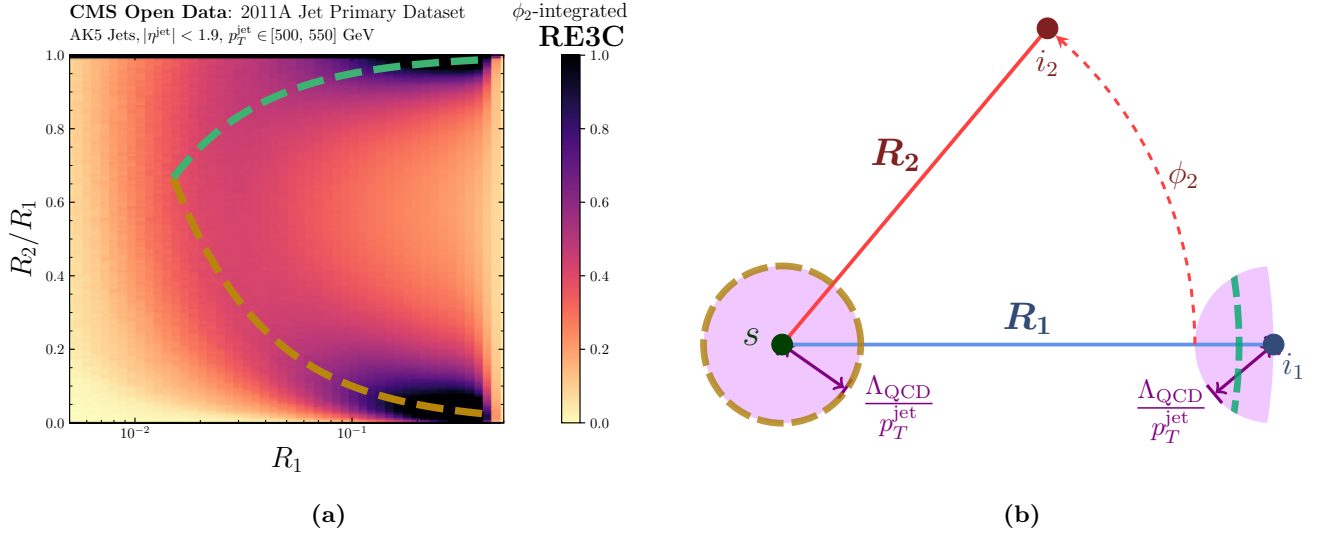 CMS Open Data: 2011A Jet Primary Dataset
AK5 Jets, |η^jet| < 1.9, p_T^jet ∈ [500, 550] GeV
ϕ₂-integrated
RE3C
1.0
0.8
0.6
0.4
0.2
0.0
R₂/R₁
10⁻²
10⁻¹
R₁
1.0
0.8
0.6
0.4
0.2
0.0
(a)
i₂
R₂
ϕ₂
s
R₁
i₁
Λ_QCD
p_T^jet
Λ_QCD
p_T^jet
(b)